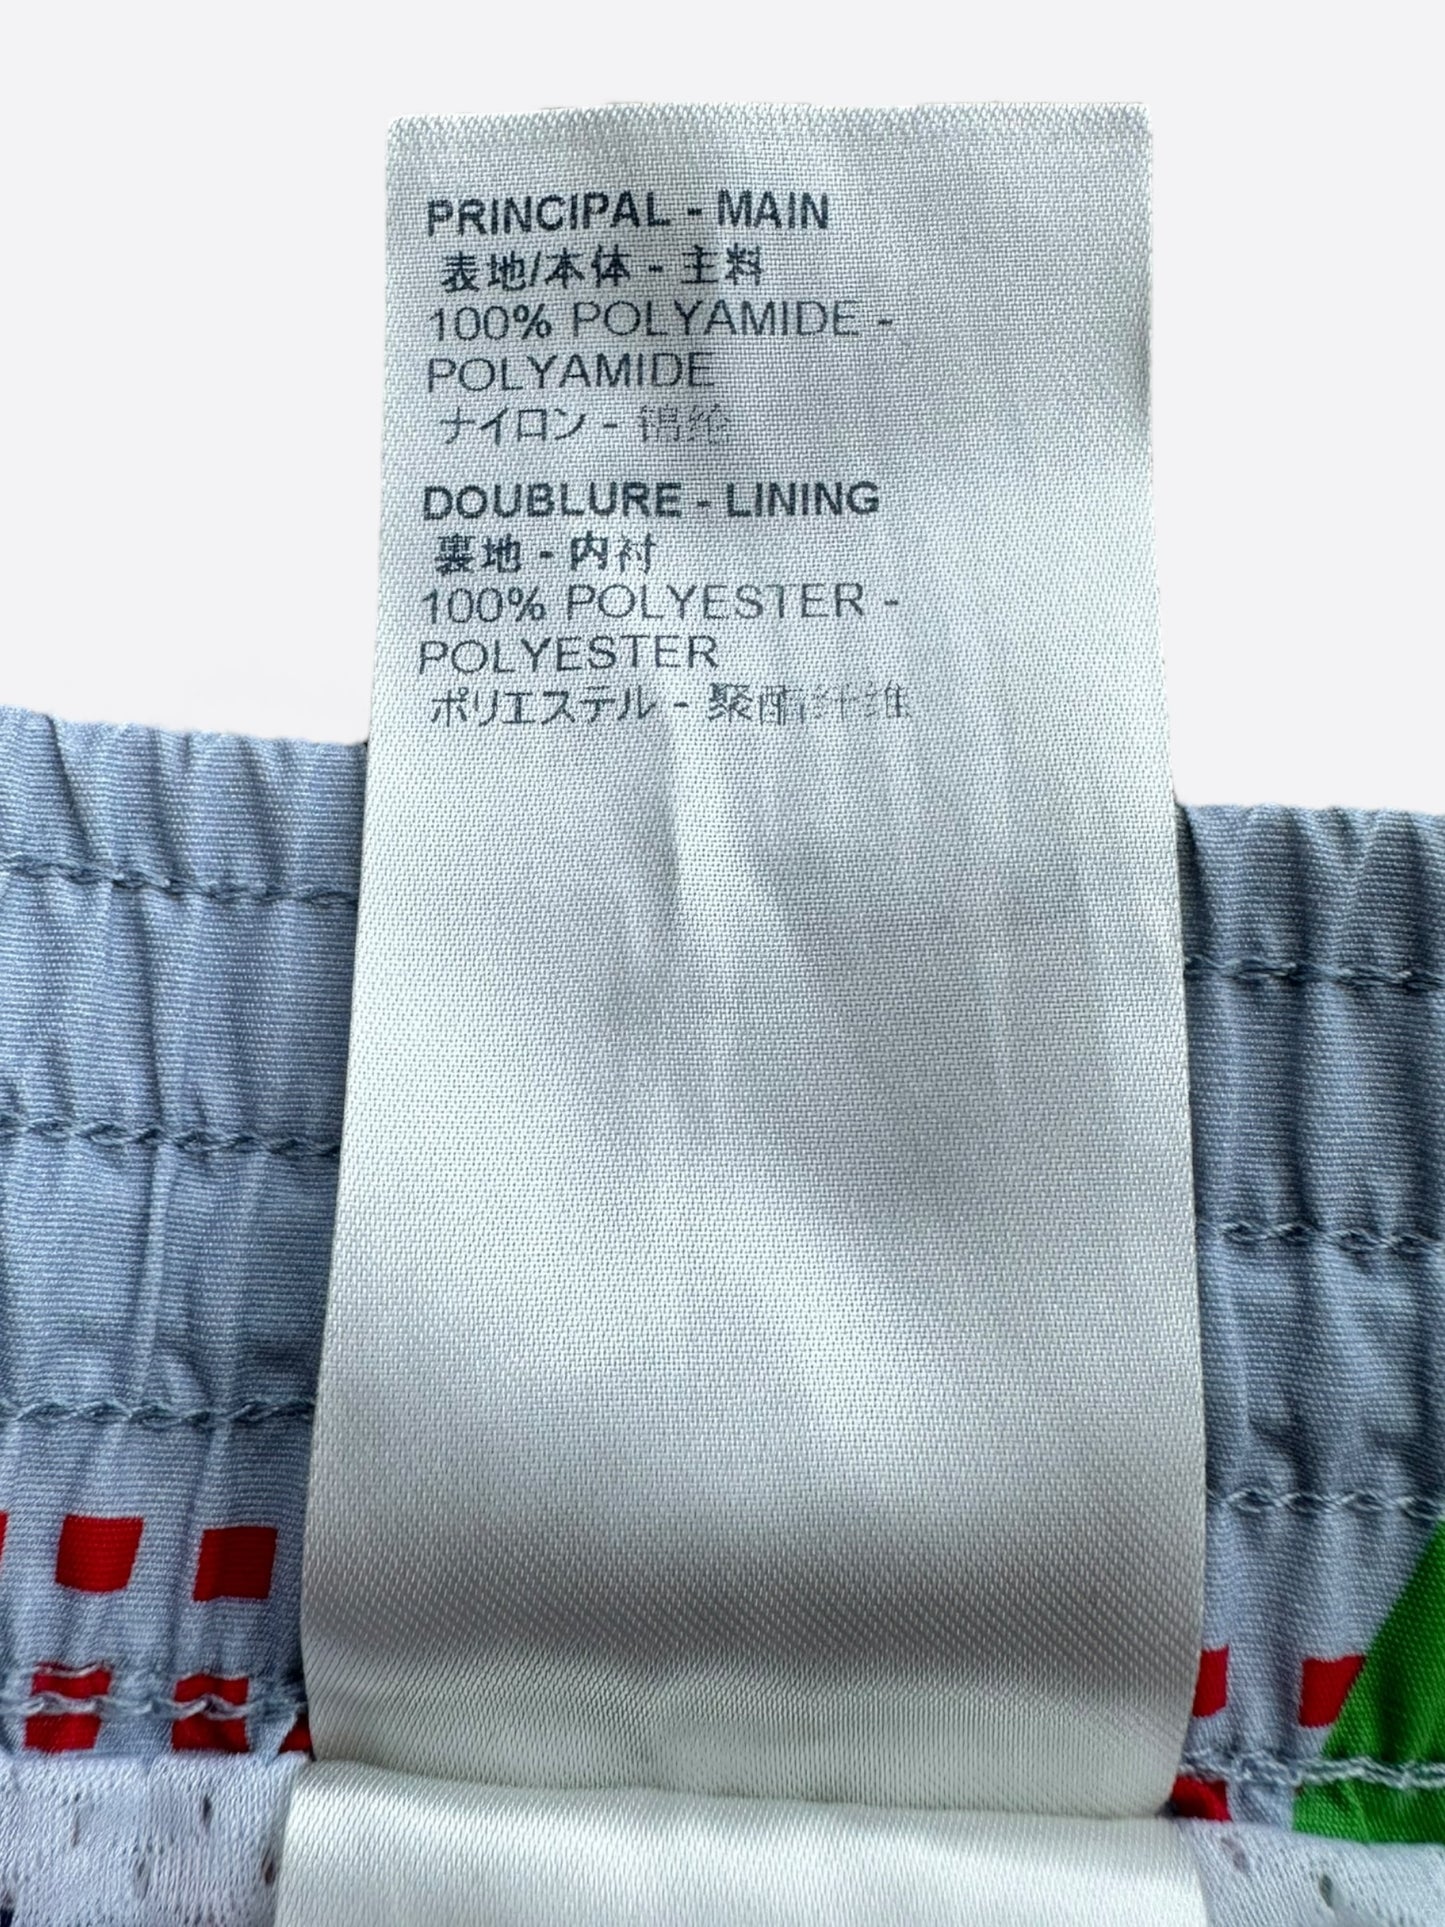 PRINCIPAL - MAIN
表地/本体 - 主料
100% POLYAMIDE -
POLYAMIDE
ナイロン - 锦纶
DOUBLURE - LINING
裏地 - 内衬
100% POLYESTER -
POLYESTER
ポリエステル - 聚酯纤维